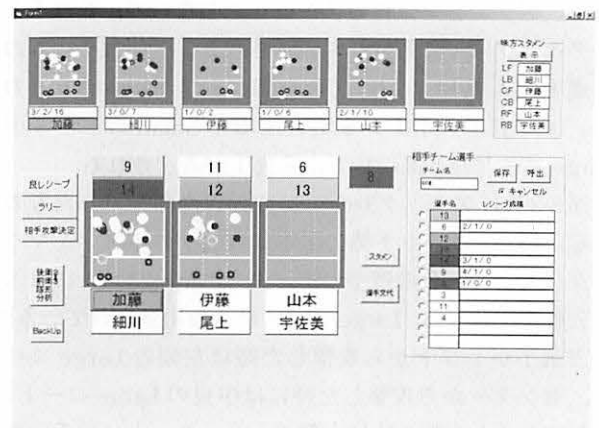 Form1
3/2/16
3/0/7
1/0/2
1/0/6
2/1/10
加藤
細川
伊藤
尾上
山本
宇佐美
味方スタメン
表示
LF 加藤
LB 細川
CF 伊藤
CB 尾上
RF 山本
RB 宇佐美
良レシーブ
ラリー
相手攻撃決定
9 11 6
14 12 13
8
加藤 伊藤 山本
細川 尾上 宇佐美
BackUp
スタメン
選手交代
相手チーム選手
チーム名
保存 呼出
キャンセル
選手名 レシーブ成績
13
6 2/1/0
12
3/1/0
9 4/1/0
1/0/0
3
11
4